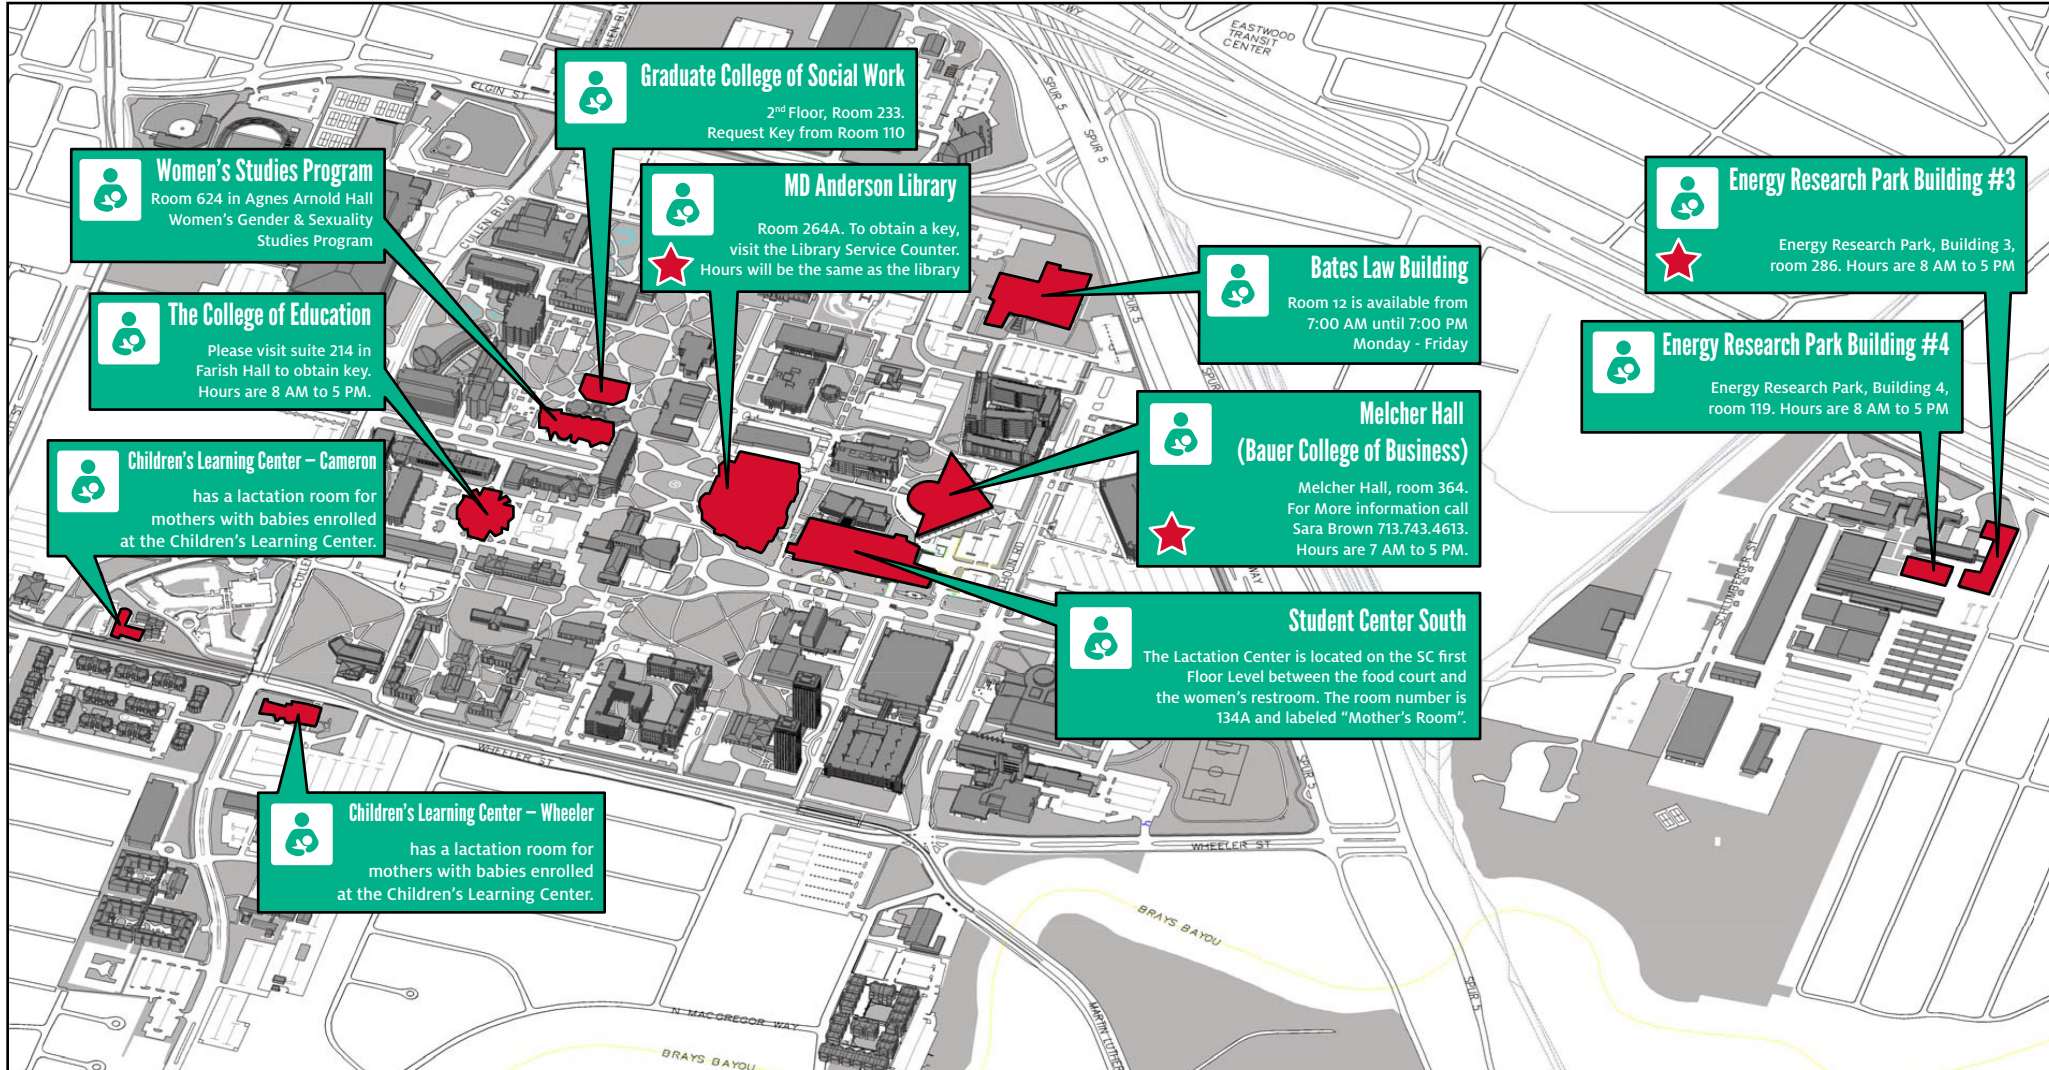 EASTWOOD
TRANSIT
CENTER
ELGIN ST
SPUR 5
SPUR 5
Graduate College of Social Work
2nd Floor, Room 233.
Request Key from Room 110
Women's Studies Program
Room 624 in Agnes Arnold Hall
Women's Gender & Sexuality
Studies Program
CULLEN BLVD
MD Anderson Library
Room 264A. To obtain a key,
visit the Library Service Counter.
Hours will be the same as the library
Energy Research Park Building #3
Energy Research Park, Building 3,
room 286. Hours are 8 AM to 5 PM
Bates Law Building
Room 12 is available from
7:00 AM until 7:00 PM
Monday - Friday
SPUR 5
The College of Education
Please visit suite 214 in
Farish Hall to obtain key.
Hours are 8 AM to 5 PM.
Energy Research Park Building #4
Energy Research Park, Building 4,
room 119. Hours are 8 AM to 5 PM
Melcher Hall
(Bauer College of Business)
Melcher Hall, room 364.
For More information call
Sara Brown 713.743.4613.
Hours are 7 AM to 5 PM.
Children's Learning Center – Cameron
has a lactation room for
mothers with babies enrolled
at the Children's Learning Center.
SCHLUMBERGER ST
Student Center South
The Lactation Center is located on the SC first
Floor Level between the food court and
the women's restroom. The room number is
134A and labeled "Mother's Room".
WHEELER ST
SPUR 5
Children's Learning Center – Wheeler
has a lactation room for
mothers with babies enrolled
at the Children's Learning Center.
WHEELER ST
BRAYS BAYOU
SPUR 5
N MACGREGOR WAY
MARTIN LUTHER
BRAYS BAYOU